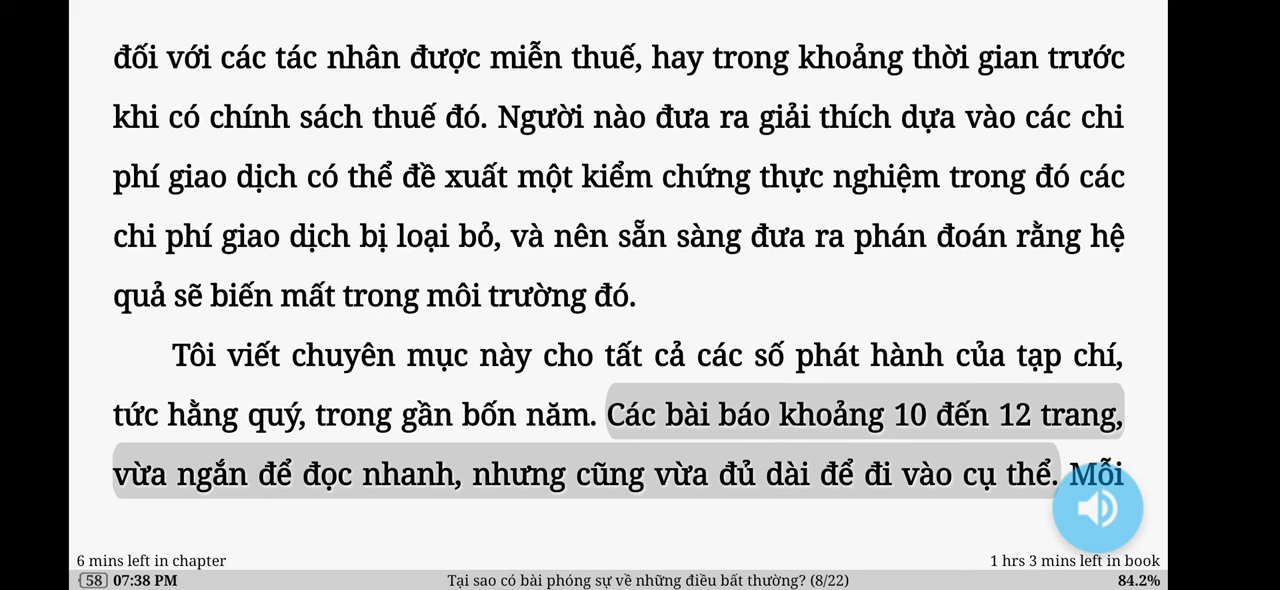 đối với các tác nhân được miễn thuế, hay trong khoảng thời gian trước
khi có chính sách thuế đó. Người nào đưa ra giải thích dựa vào các chi
phí giao dịch có thể đề xuất một kiểm chứng thực nghiệm trong đó các
chi phí giao dịch bị loại bỏ, và nên sẵn sàng đưa ra phán đoán rằng hệ
quả sẽ biến mất trong môi trường đó.
Tôi viết chuyên mục này cho tất cả các số phát hành của tạp chí,
tức hằng quý, trong gần bốn năm. Các bài báo khoảng 10 đến 12 trang,
vừa ngắn để đọc nhanh, nhưng cũng vừa đủ dài để đi vào cụ thể. Mỗi
6 mins left in chapter 1 hrs 3 mins left in book
58 07:38 PM Tại sao có bài phóng sự về những điều bất thường? (8/22) 84.2%